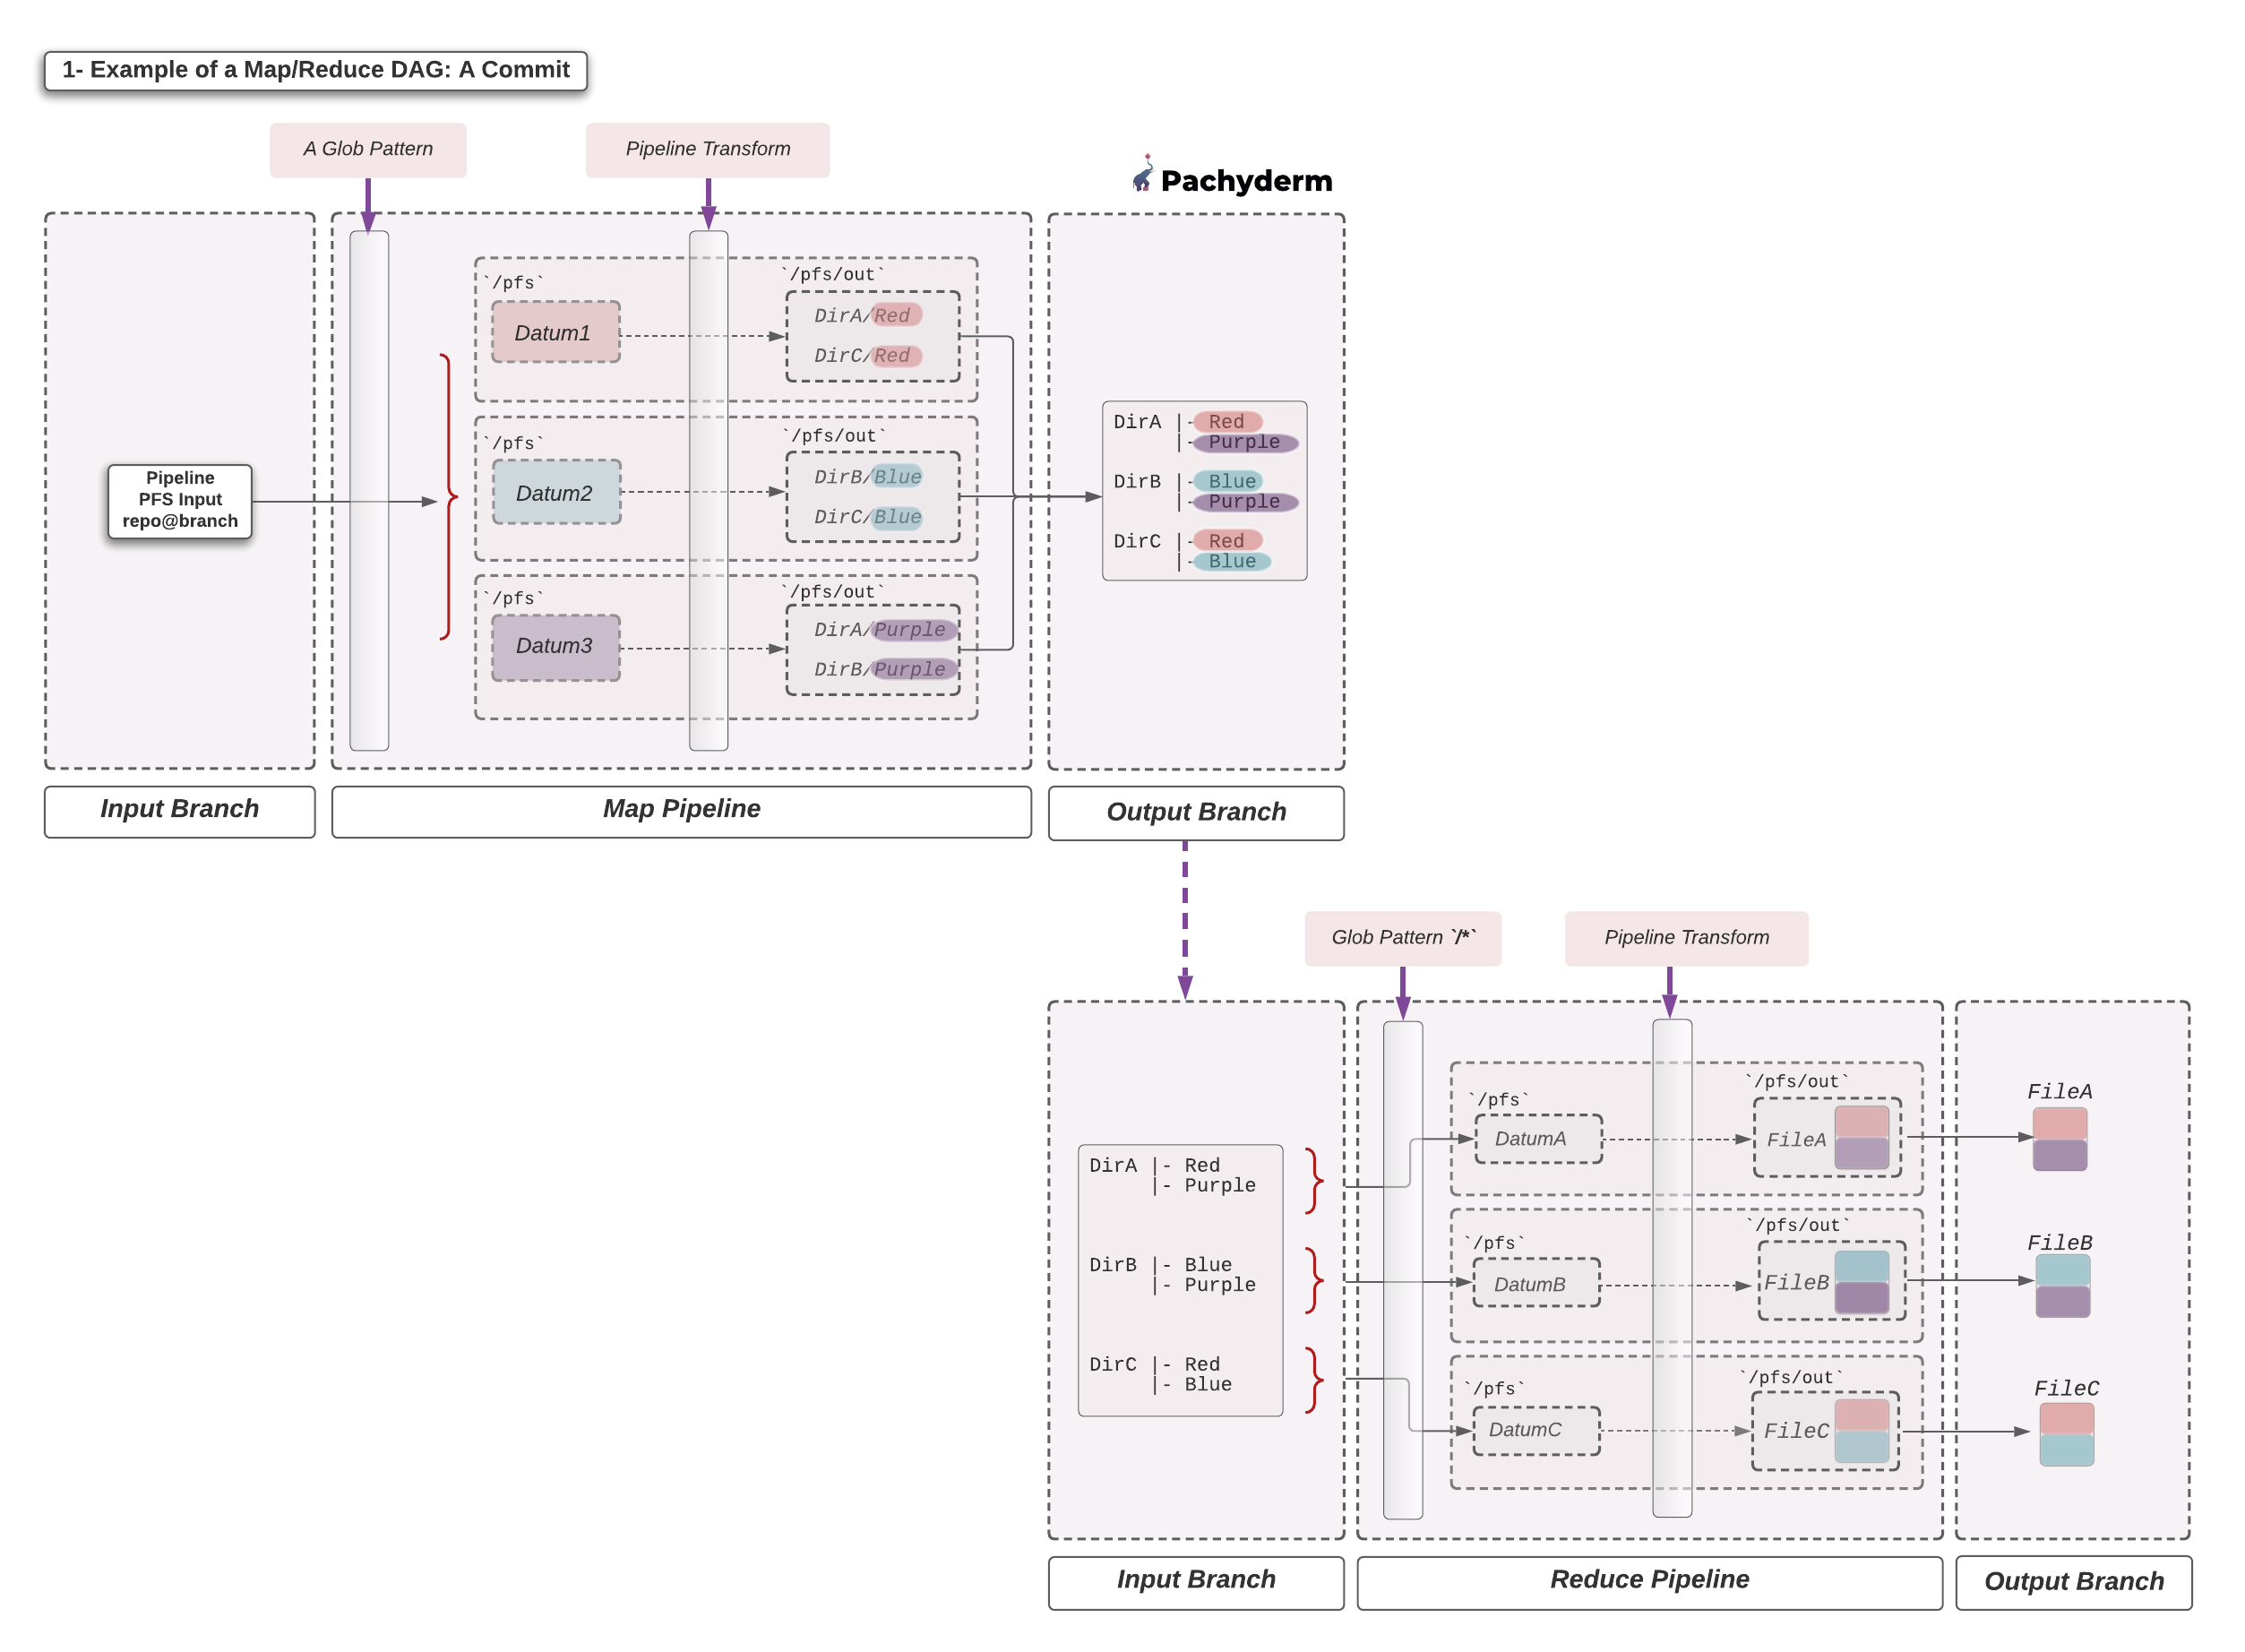 1- Example of a Map/Reduce DAG: A Commit
A Glob Pattern
Pipeline Transform
Pachyderm
Pipeline
PFS Input
repo@branch
`/pfs`
Datum1
`/pfs/out`
DirA/Red
DirC/Red
`/pfs`
Datum2
`/pfs/out`
DirB/Blue
DirC/Blue
`/pfs`
Datum3
`/pfs/out`
DirA/Purple
DirB/Purple
DirA |- Red
|- Purple
DirB |- Blue
|- Purple
DirC |- Red
|- Blue
Input Branch
Map Pipeline
Output Branch
Glob Pattern `/*`
Pipeline Transform
DirA |- Red
|- Purple
DirB |- Blue
|- Purple
DirC |- Red
|- Blue
`/pfs`
DatumA
`/pfs/out`
FileA
`/pfs`
DatumB
`/pfs/out`
FileB
`/pfs`
DatumC
`/pfs/out`
FileC
FileA
FileB
FileC
Input Branch
Reduce Pipeline
Output Branch